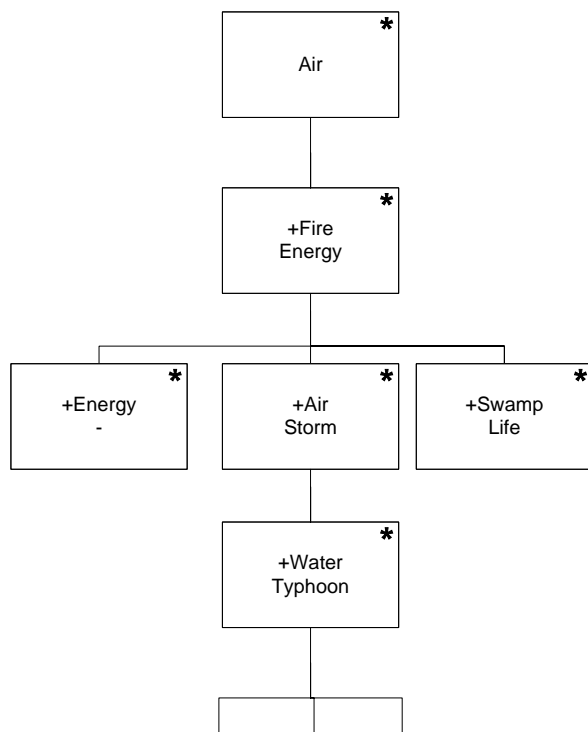 *
Air
*
+Fire
Energy
*
+Energy
-
*
+Air
Storm
*
+Swamp
Life
*
+Water
Typhoon